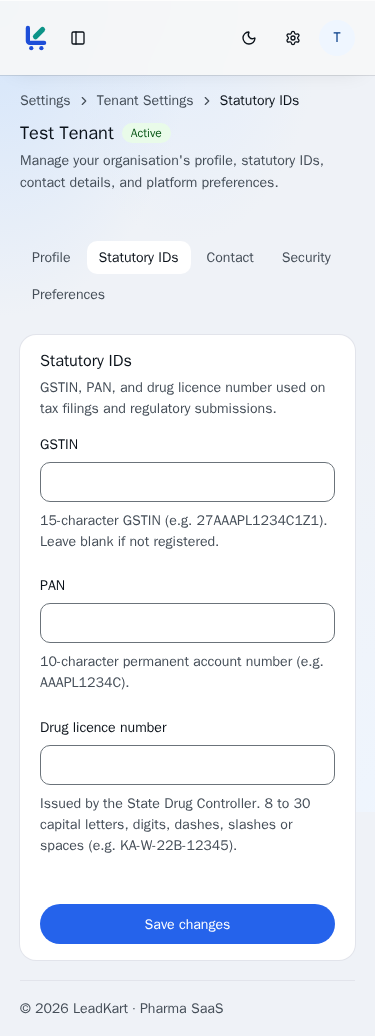 T
Settings > Tenant Settings > Statutory IDs
Test Tenant Active
Manage your organisation's profile, statutory IDs,
contact details, and platform preferences.
Profile Statutory IDs Contact Security
Preferences
Statutory IDs
GSTIN, PAN, and drug licence number used on
tax filings and regulatory submissions.
GSTIN
15-character GSTIN (e.g. 27AAAPL1234C1Z1).
Leave blank if not registered.
PAN
10-character permanent account number (e.g.
AAAPL1234C).
Drug licence number
Issued by the State Drug Controller. 8 to 30
capital letters, digits, dashes, slashes or
spaces (e.g. KA-W-22B-12345).
Save changes
© 2026 LeadKart · Pharma SaaS